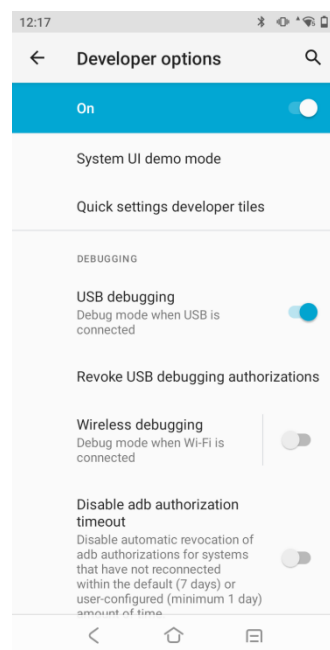 12:17
Developer options
On
System UI demo mode
Quick settings developer tiles
DEBUGGING
USB debugging
Debug mode when USB is
connected
Revoke USB debugging authorizations
Wireless debugging
Debug mode when Wi-Fi is
connected
Disable adb authorization
timeout
Disable automatic revocation of
adb authorizations for systems
that have not reconnected
within the default (7 days) or
user-configured (minimum 1 day)
amount of time